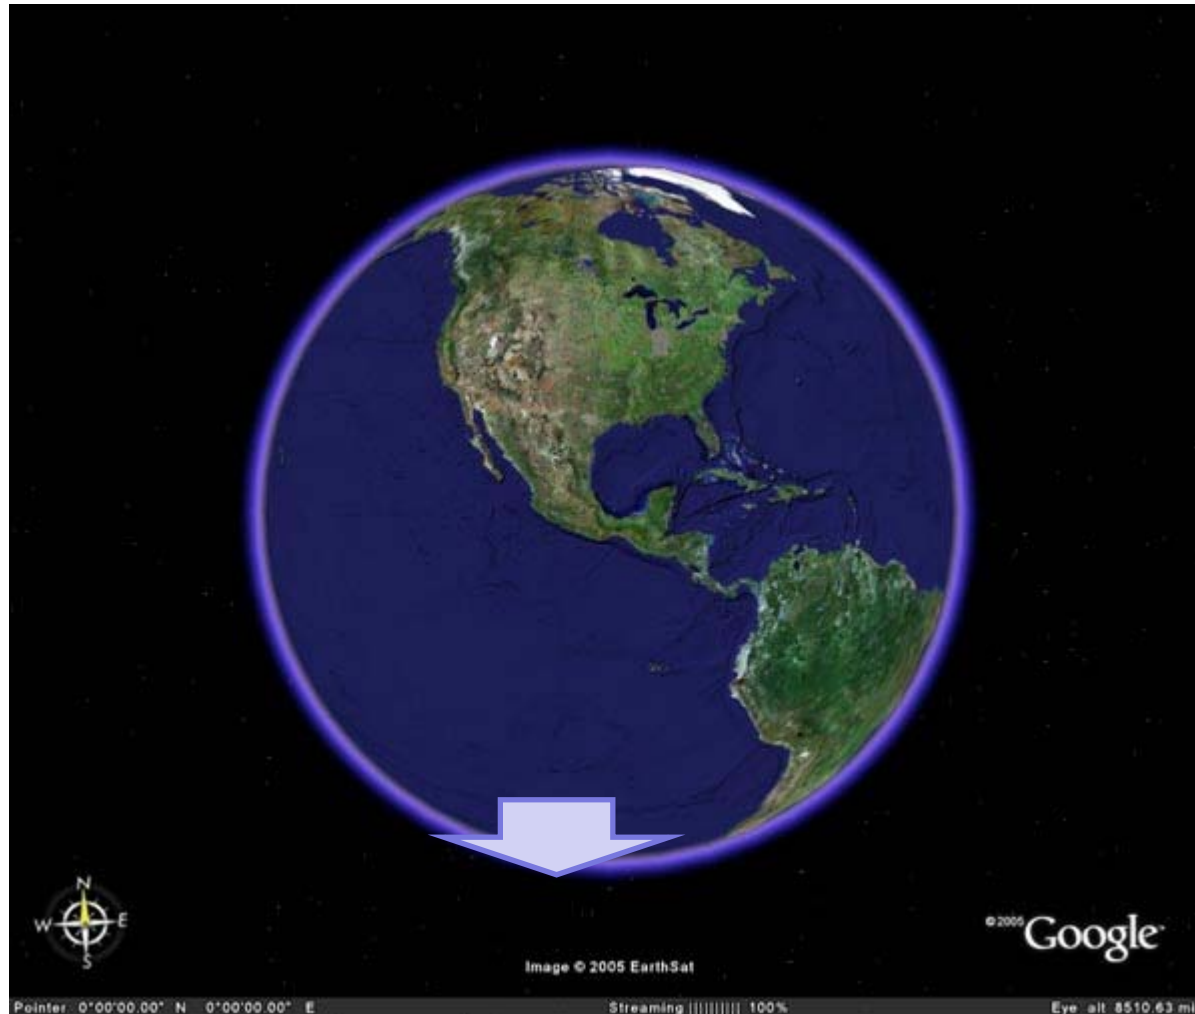 N
W E
S
©2005 Google™
Image © 2005 EarthSat
Pointer 0°00'00.00" N 0°00'00.00" E Streaming |||||||||| 100% Eye alt 8510.63 mi